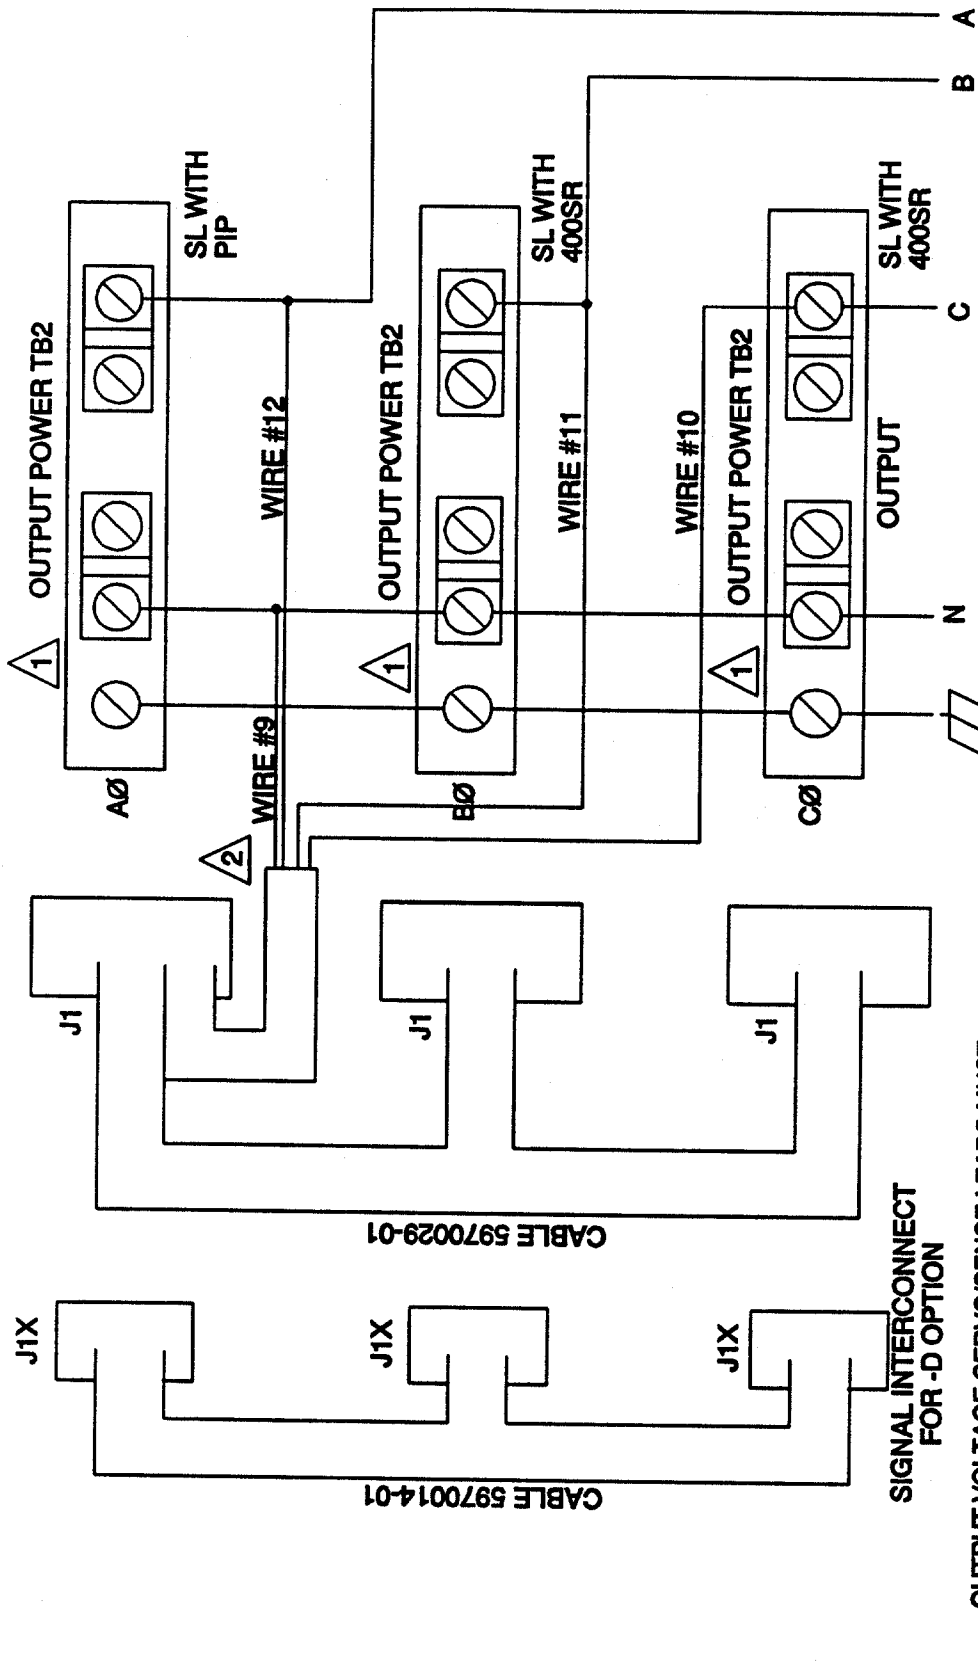 OUTPUT POWER TB2
SL WITH
PIP
AØ
WIRE #12
WIRE #9
1
2
J1
J1X
OUTPUT POWER TB2
SL WITH
400SR
BØ
WIRE #11
WIRE #10
1
J1
J1X
OUTPUT POWER TB2
SL WITH
400SR
CØ
OUTPUT
1
J1
J1X
CABLE 5970029-01
CABLE 5970014-01
SIGNAL INTERCONNECT
FOR -D OPTION
N
C
B
A